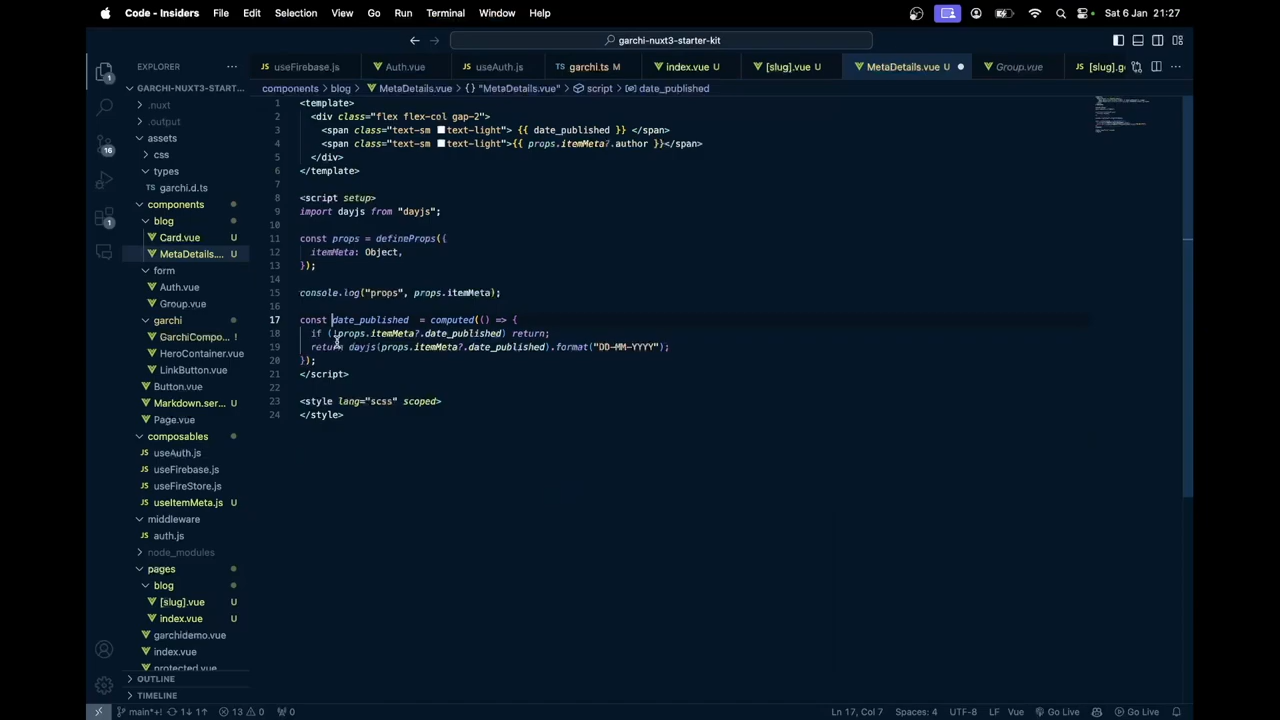 Code - Insiders File Edit Selection View Go Run Terminal Window Help Sat 6 Jan 21:27
garchi-nuxt3-starter-kit
EXPLORER
useFirebase.js Auth.vue useAuth.js garchi.ts M index.vue U [slug].vue U MetaDetails.vue U Group.vue [slug].
components > blog > MetaDetails.vue > {} "MetaDetails.vue" > script > date_published
GARCHI-NUXT3-START...
.nuxt
.output
assets
css
types
garchi.d.ts
components
blog
Card.vue U
MetaDetails.... U
form
Auth.vue
Group.vue
garchi
GarchiCompo... !
HeroContainer.vue
LinkButton.vue
Button.vue
Markdown.ser... U
Page.vue
composables
useAuth.js
useFirebase.js
useFireStore.js
useItemMeta.js U
middleware
auth.js
node_modules
pages
blog
[slug].vue U
index.vue U
garchidemo.vue
index.vue
protected.vue
OUTLINE
TIMELINE
1 <template>
2 <div class="flex flex-col gap-2">
3 <span class="text-sm text-light"> {{ date_published }} </span>
4 <span class="text-sm text-light">{{ props.itemMeta?.author }}</span>
5 </div>
6 </template>
7
8 <script setup>
9 import dayjs from "dayjs";
10
11 const props = defineProps({
12 itemMeta: Object,
13 });
14
15 console.log("props", props.itemMeta);
16
17 const date_published = computed(() => {
18 if (!props.itemMeta?.date_published) return;
19 return dayjs(props.itemMeta?.date_published).format("DD-MM-YYYY");
20 });
21 </script>
22
23 <style lang="scss" scoped>
24 </style>
main*+! 1↓ 1↑ 13 0 0 Ln 17, Col 7 Spaces: 4 UTF-8 LF Vue Go Live Go Live
1
16
1